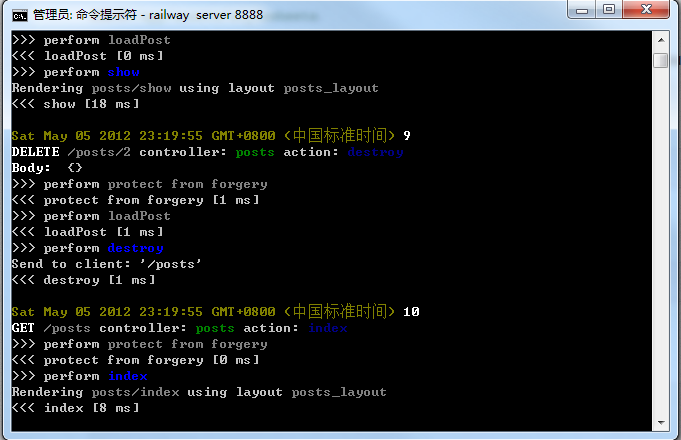 管理员: 命令提示符 - railway  server 8888
>>> perform loadPost
<<< loadPost [0 ms]
>>> perform show
Rendering posts/show using layout posts_layout
<<< show [18 ms]
Sat May 05 2012 23:19:55 GMT+0800 (中国标准时间) 9
DELETE /posts/2 controller: posts action: destroy
Body:  {}
>>> perform protect from forgery
<<< protect from forgery [1 ms]
>>> perform loadPost
<<< loadPost [1 ms]
>>> perform destroy
Send to client: '/posts'
<<< destroy [1 ms]
Sat May 05 2012 23:19:55 GMT+0800 (中国标准时间) 10
GET /posts controller: posts action: index
>>> perform protect from forgery
<<< protect from forgery [0 ms]
>>> perform index
Rendering posts/index using layout posts_layout
<<< index [8 ms]